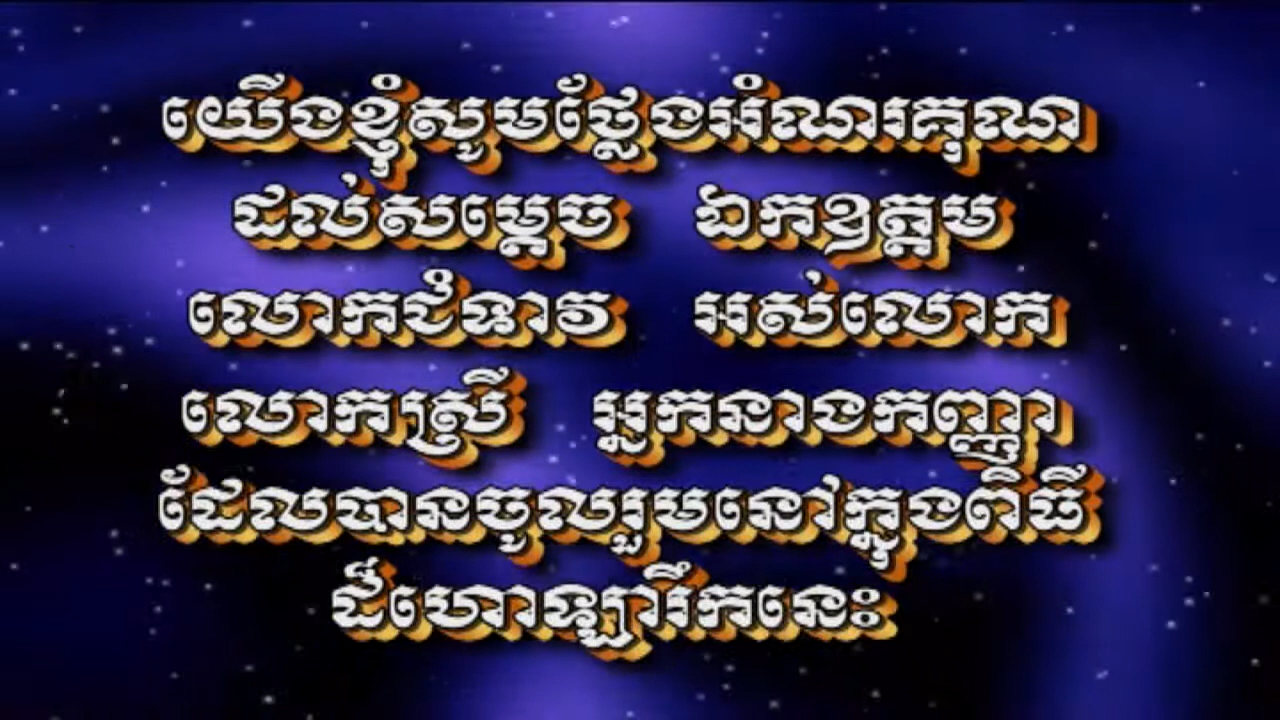 យើងខ្ញុំសូមថ្លែងអំណរគុណ
ដល់សម្តេច ឯកឧត្តម
លោកជំទាវ អស់លោក
លោកស្រី អ្នកនាងកញ្ញា
ដែលបានចូលរួមនៅក្នុងពិធី
ដ៏ហោឡារឹកនេះ